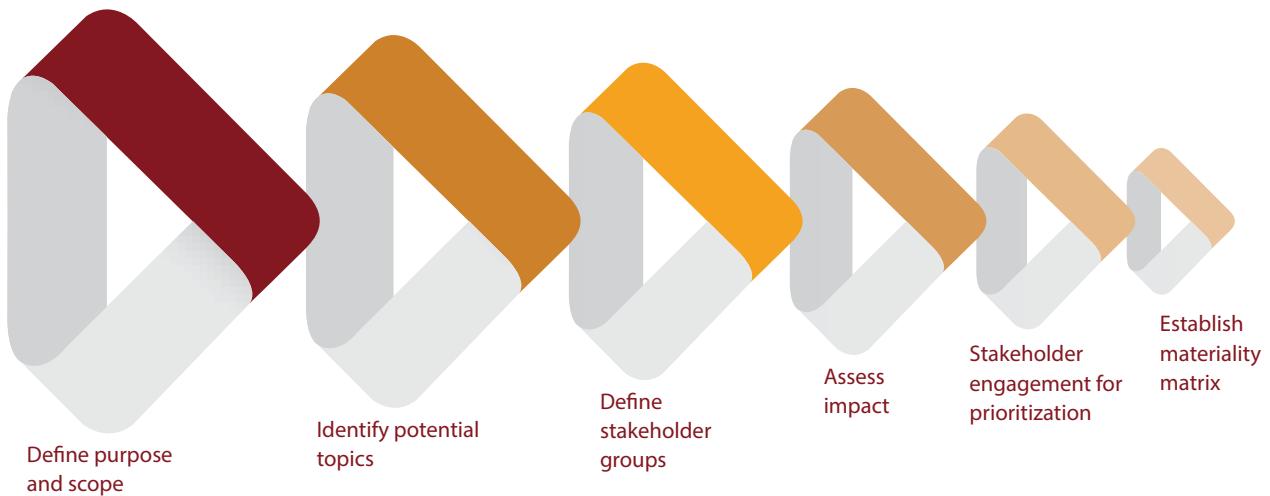 Define purpose
and scope
Identify potential
topics
Define
stakeholder
groups
Assess
impact
Stakeholder
engagement for
prioritization
Establish
materiality
matrix